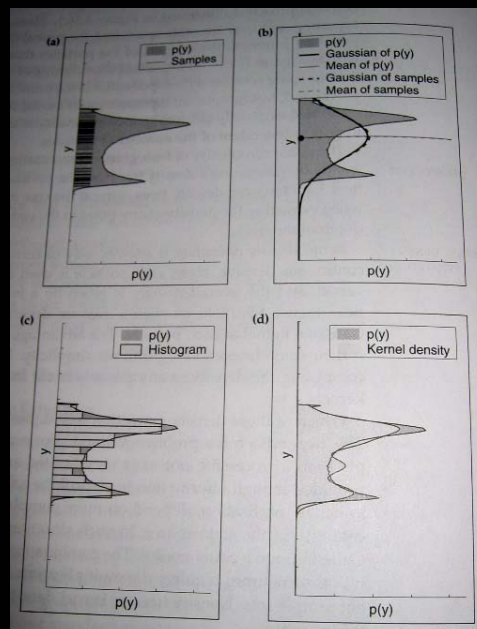 (a)
p(y)
Samples
y
p(y)
(b)
p(y)
Gaussian of p(y)
Mean of p(y)
Gaussian of samples
Mean of samples
y
p(y)
(c)
p(y)
Histogram
y
p(y)
(d)
p(y)
Kernel density
y
p(y)